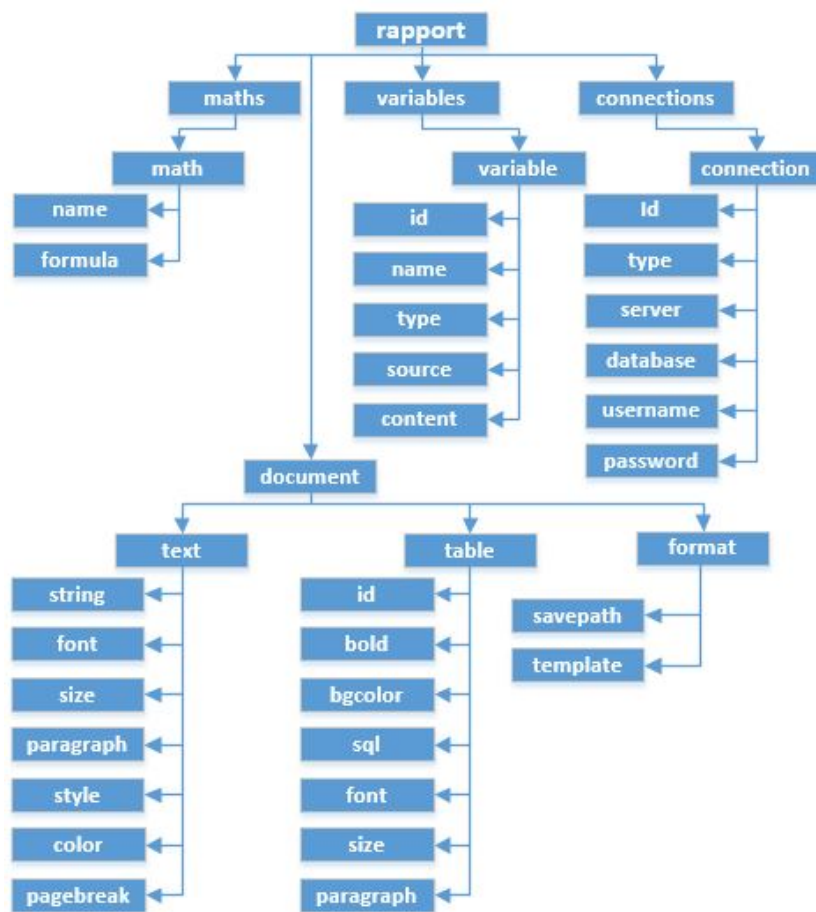 rapport
maths
variables
connections
math
variable
connection
name
formula
id
name
type
source
content
Id
type
server
database
username
password
document
text
table
format
string
font
size
paragraph
style
color
pagebreak
id
bold
bgcolor
sql
font
size
paragraph
savepath
template